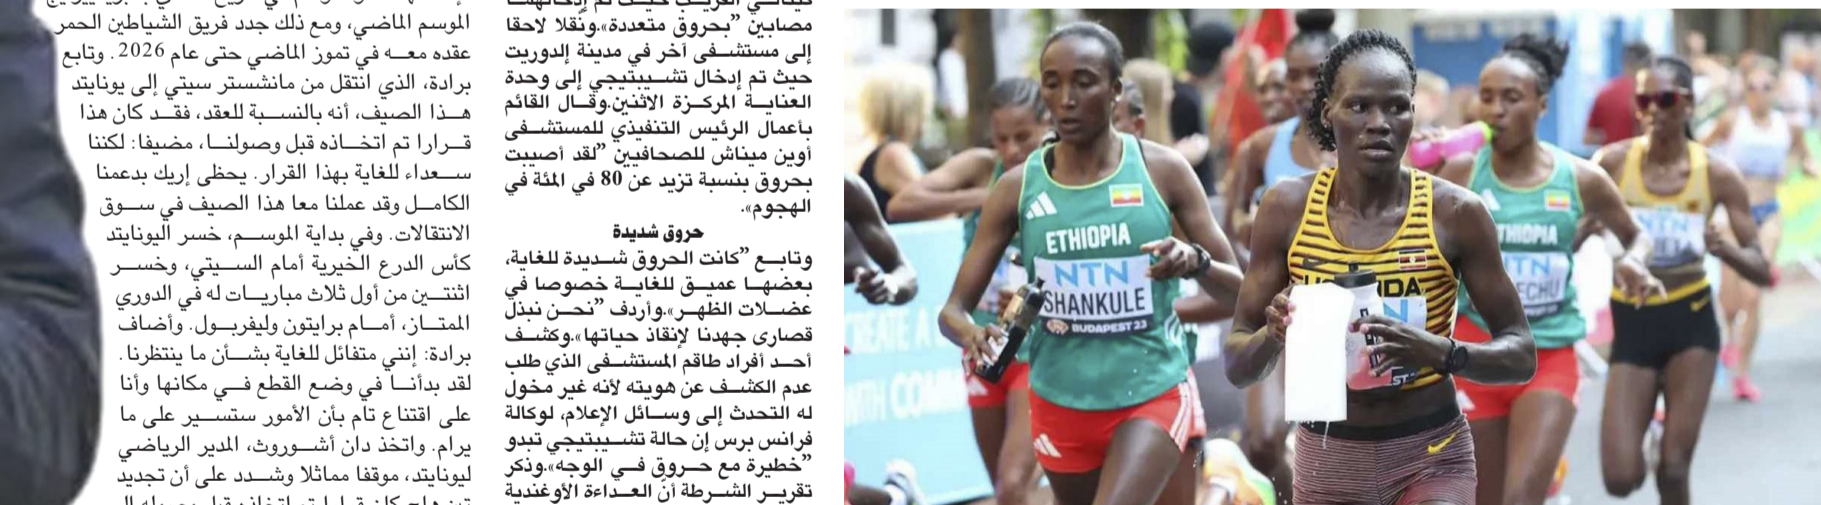 الموسم الماضي، ومع ذلك جدد فريق الشياطين الحمر
عقده معه في تموز الماضي حتى عام 2026. وتابع
برادة، الذي انتقل من مانشستر سيتي إلى يونايتد
هذا الصيف، أنه بالنسبة للعقد، فقد كان هذا
قرارا تم اتخاذه قبل وصولنا، مضيفا: لكننا
سعداء للغاية بهذا القرار. يحظى إريك بدعمنا
الكامل وقد عملنا معا هذا الصيف في سوق
الانتقالات. وفي بداية الموسم، خسر اليونايتد
كأس الدرع الخيرية أمام السيتي، وخسر
اثنتين من أول ثلاث مباريات له في الدوري
الممتاز، أمام برايتون وليفربول. وأضاف
برادة: إنني متفائل للغاية بشأن ما ينتظرنا.
لقد بدأنا في وضع القطع في مكانها وأنا
على اقتناع تام بأن الأمور ستسير على ما
يرام. واتخذ دان أشوروث، المدير الرياضي
ليونايتد، موقفا مماثلا وشدد على أن تجديد
مصابين ”بحروق متعددة».ونُقلا لاحقا
إلى مستشفى آخر في مدينة إلدوريت
حيث تم إدخال تشيبتيجي إلى وحدة
العناية المركزة الاثنين.وقال القائم
بأعمال الرئيس التنفيذي للمستشفى
أوين ميناش للصحافيين ”لقد أصيبت
بحروق بنسبة تزيد عن 80 في المئة في
الهجوم».
حروق شديدة
وتابع ”كانت الحروق شديدة للغاية،
بعضها عميق للغاية خصوصا في
عضلات الظهر».وأردف ”نحن نبذل
قصارى جهدنا لإنقاذ حياتها».وكشف
أحد أفراد طاقم المستشفى الذي طلب
عدم الكشف عن هويته لأنه غير مخول
له التحدث إلى وسائل الإعلام، لوكالة
فرانس برس إن حالة تشيبتيجي تبدو
”خطيرة مع حروق في الوجه».وذكر
تقرير الشرطة أنّ العداءة الأوغندية
ETHIOPIA
NTN
SHANKULE
BUDAPEST 23
ETHIOPIA
NTN
NTN